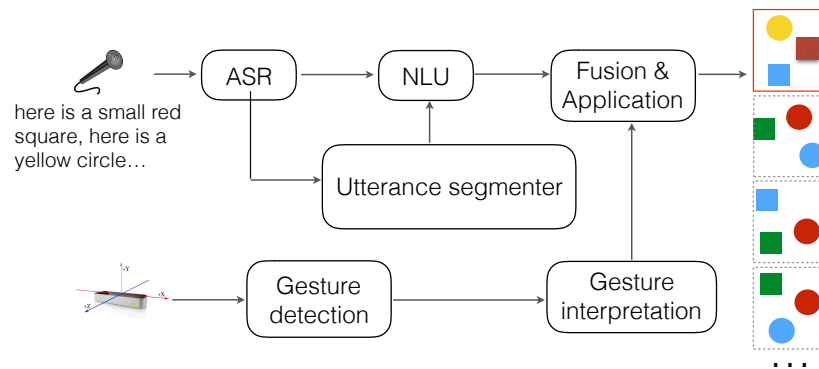 ASR
NLU
Fusion &
Application
here is a small red
square, here is a
yellow circle…
Utterance segmenter
+Y
+X
+Z
Gesture
detection
Gesture
interpretation
...